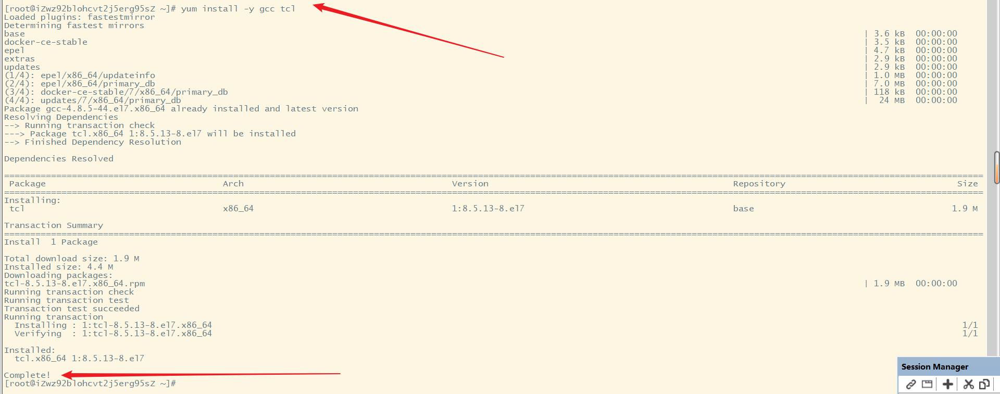 [root@iZwz92blohcvt2j5erg95sZ ~]# yum install -y gcc tcl
Loaded plugins: fastestmirror
Determining fastest mirrors
base | 3.6 kB 00:00:00
docker-ce-stable | 3.5 kB 00:00:00
epel | 4.7 kB 00:00:00
extras | 2.9 kB 00:00:00
updates | 2.9 kB 00:00:00
(1/4): epel/x86_64/updateinfo | 1.0 MB 00:00:00
(2/4): epel/x86_64/primary_db | 7.0 MB 00:00:00
(3/4): docker-ce-stable/7/x86_64/primary_db | 118 kB 00:00:00
(4/4): updates/7/x86_64/primary_db | 24 MB 00:00:00
Package gcc-4.8.5-44.el7.x86_64 already installed and latest version
Resolving Dependencies
--> Running transaction check
---> Package tcl.x86_64 1:8.5.13-8.el7 will be installed
--> Finished Dependency Resolution
Dependencies Resolved
Package Arch Version Repository Size
Installing:
tcl x86_64 1:8.5.13-8.el7 base 1.9 M
Transaction Summary
Install 1 Package
Total download size: 1.9 M
Installed size: 4.4 M
Downloading packages:
tcl-8.5.13-8.el7.x86_64.rpm | 1.9 MB 00:00:00
Running transaction check
Running transaction test
Transaction test succeeded
Running transaction
Installing : 1:tcl-8.5.13-8.el7.x86_64 1/1
Verifying : 1:tcl-8.5.13-8.el7.x86_64 1/1
Installed:
tcl.x86_64 1:8.5.13-8.el7
Complete!
[root@iZwz92blohcvt2j5erg95sZ ~]#
Session Manager